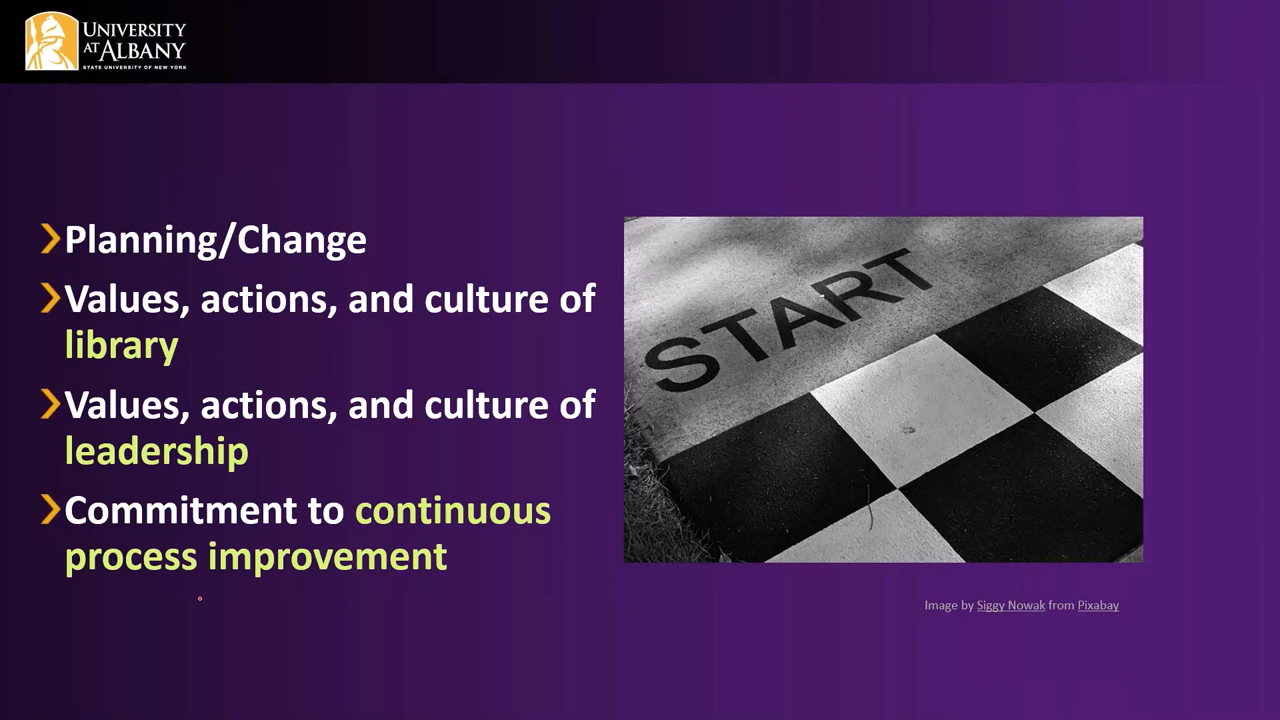 UNIVERSITY
AT ALBANY
STATE UNIVERSITY OF NEW YORK
Planning/Change
Values, actions, and culture of
library
Values, actions, and culture of
leadership
Commitment to continuous
process improvement
START
Image by Siggy Nowak from Pixabay